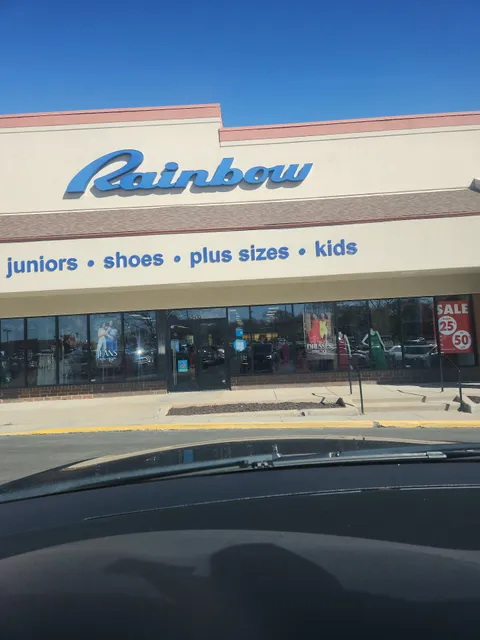 Rainbow
juniors • shoes • plus sizes • kids
SALE
25
50